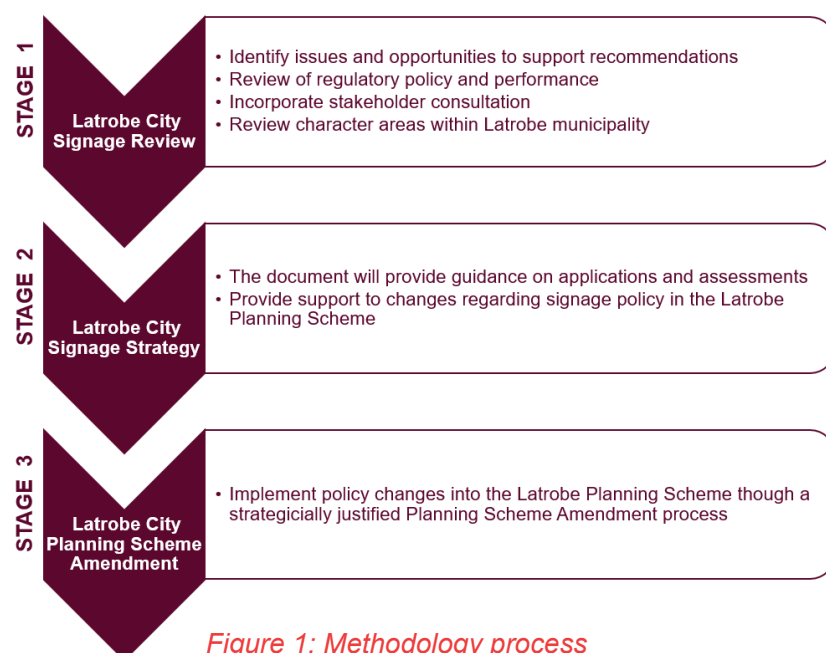 STAGE 1
Latrobe City
Signage Review
• Identify issues and opportunities to support recommendations
• Review of regulatory policy and performance
• Incorporate stakeholder consultation
• Review character areas within Latrobe municipality
STAGE 2
Latrobe City
Signage Strategy
• The document will provide guidance on applications and assessments
• Provide support to changes regarding signage policy in the Latrobe
Planning Scheme
STAGE 3
Latrobe City
Planning Scheme
Amendment
• Implement policy changes into the Latrobe Planning Scheme though a
strategicially justified Planning Scheme Amendment process
Figure 1: Methodology process